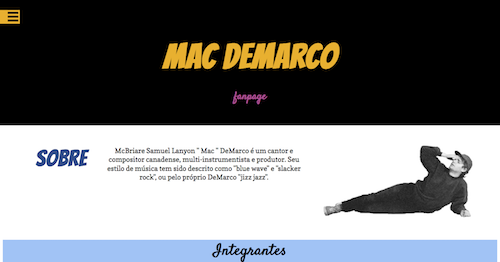 MAC DEMARCO
fanpage
SOBRE
McBriare Samuel Lanyon " Mac " DeMarco é um cantor e
compositor canadense, multi-instrumentista e produtor. Seu
estilo de música tem sido descrito como "blue wave" e "slacker
rock", ou pelo próprio DeMarco "jizz jazz".
Integrantes